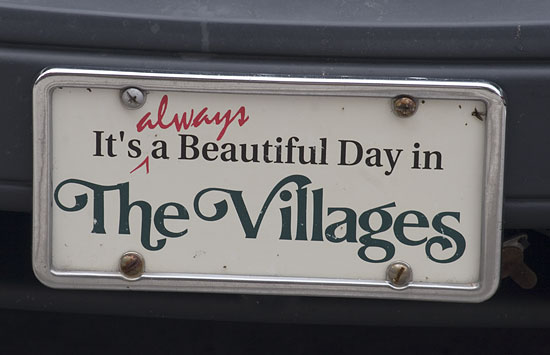 always
It's a Beautiful Day in
The Villages